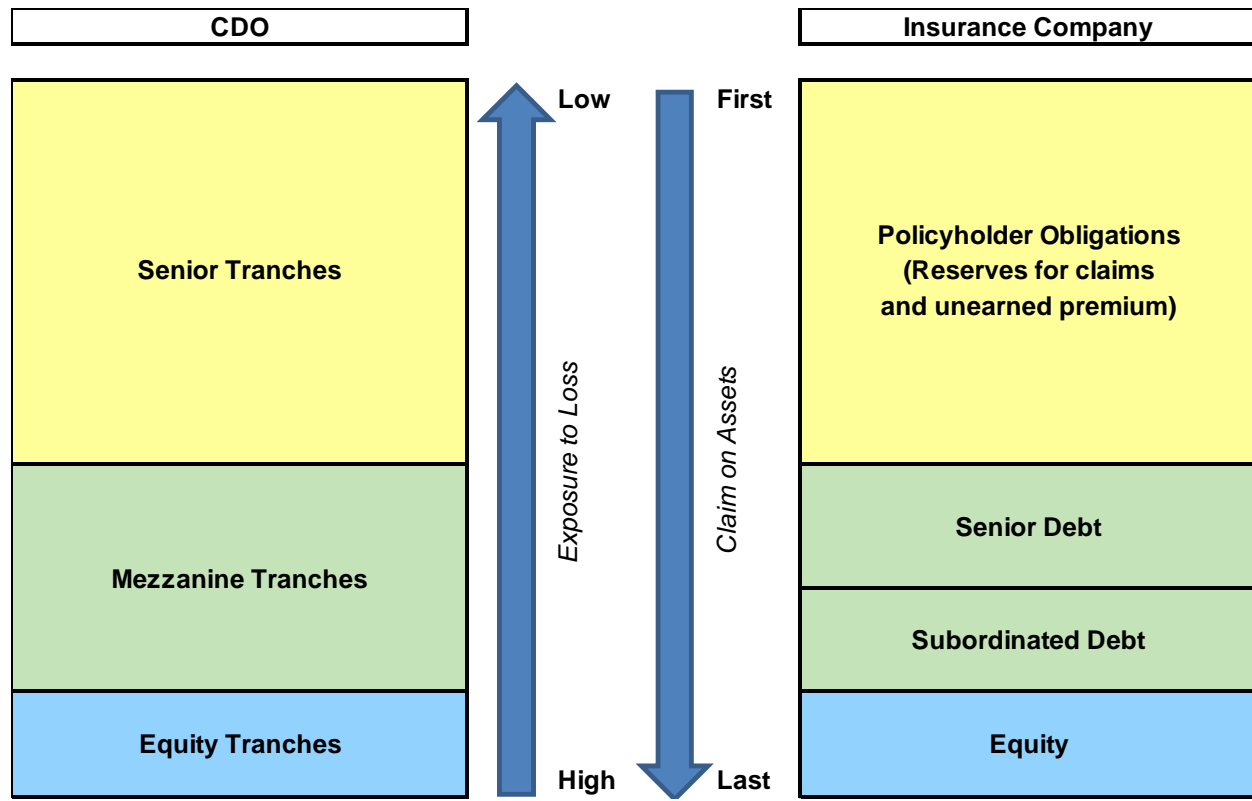 CDO
Insurance Company
Low
First
Senior Tranches
Policyholder Obligations
(Reserves for claims
and unearned premium)
Exposure to Loss
Claim on Assets
Mezzanine Tranches
Senior Debt
Subordinated Debt
Equity Tranches
Equity
High
Last